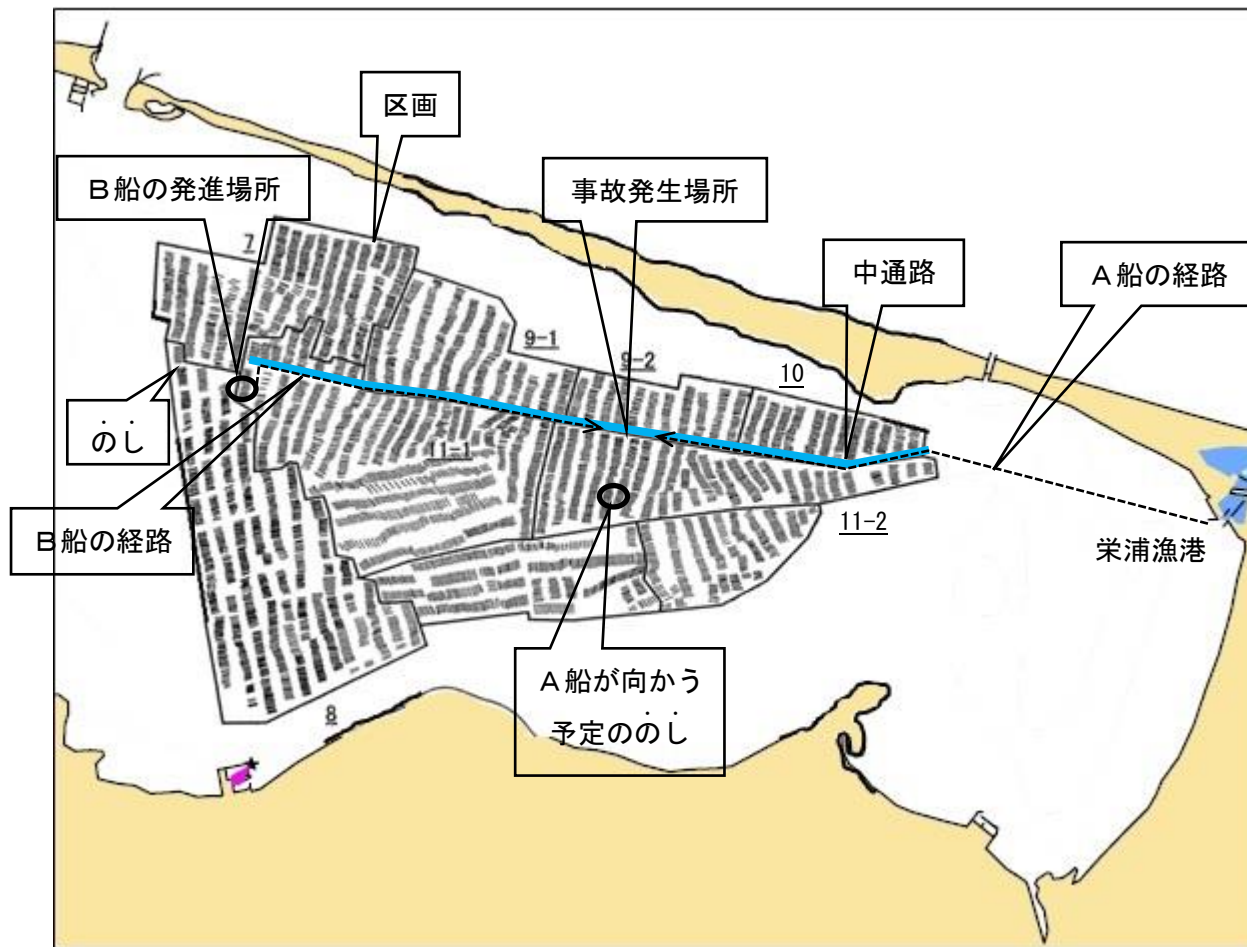 区画
B船の発進場所
事故発生場所
中通路
A船の経路
7
9-1
9-2
10
のし
11-1
B船の経路
11-2
栄浦漁港
A船が向かう
予定ののし
8